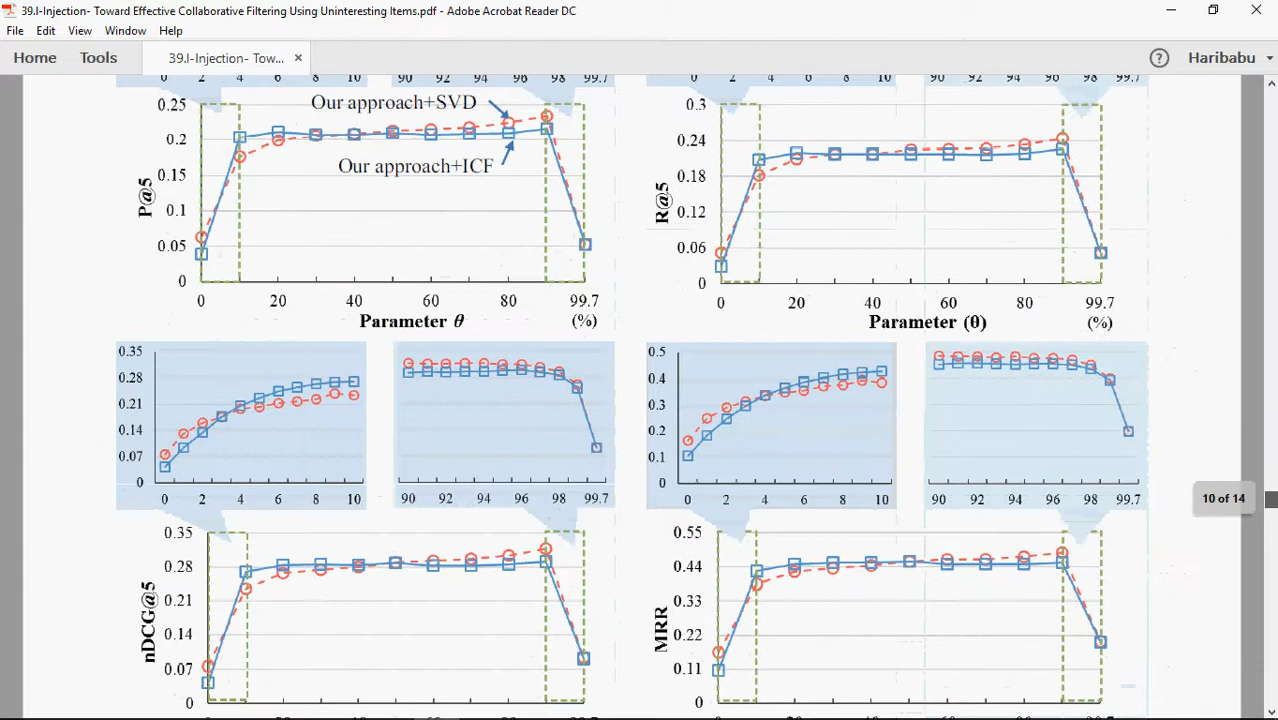 39.I-Injection- Toward Effective Collaborative Filtering Using Uninteresting Items.pdf - Adobe Acrobat Reader DC
File Edit View Window Help
Home Tools 39.I-Injection- Tow... × ? Haribabu
0 2 4 6 8 10 90 92 94 96 98 99.7 0 2 4 6 8 10 90 92 94 96 98 99.7
0.25
0.2
0.15
0.1
0.05
0
P@5
Our approach+SVD
Our approach+ICF
0 20 40 60 80 99.7
Parameter θ (%)
0.3
0.24
0.18
0.12
0.06
0
R@5
0 20 40 60 80 99.7
Parameter (θ) (%)
0.35
0.28
0.21
0.14
0.07
0
0 2 4 6 8 10
90 92 94 96 98 99.7
0.5
0.4
0.3
0.2
0.1
0
0 2 4 6 8 10
90 92 94 96 98 99.7
10 of 14
0.35
0.28
0.21
0.14
0.07
0
nDCG@5
0.55
0.44
0.33
0.22
0.11
0
MRR